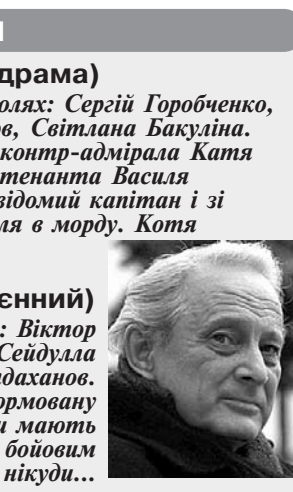 драма)
олях: Сергій Горобченко,
ов, Світлана Бакуліна.
контр-адмірала Катя
тенанта Василя
відомий капітан і зі
ля в морду. Котя
єнний)
: Віктор
Сейдулла
даханов.
ормовану
и мають
бойовим
нікуди...